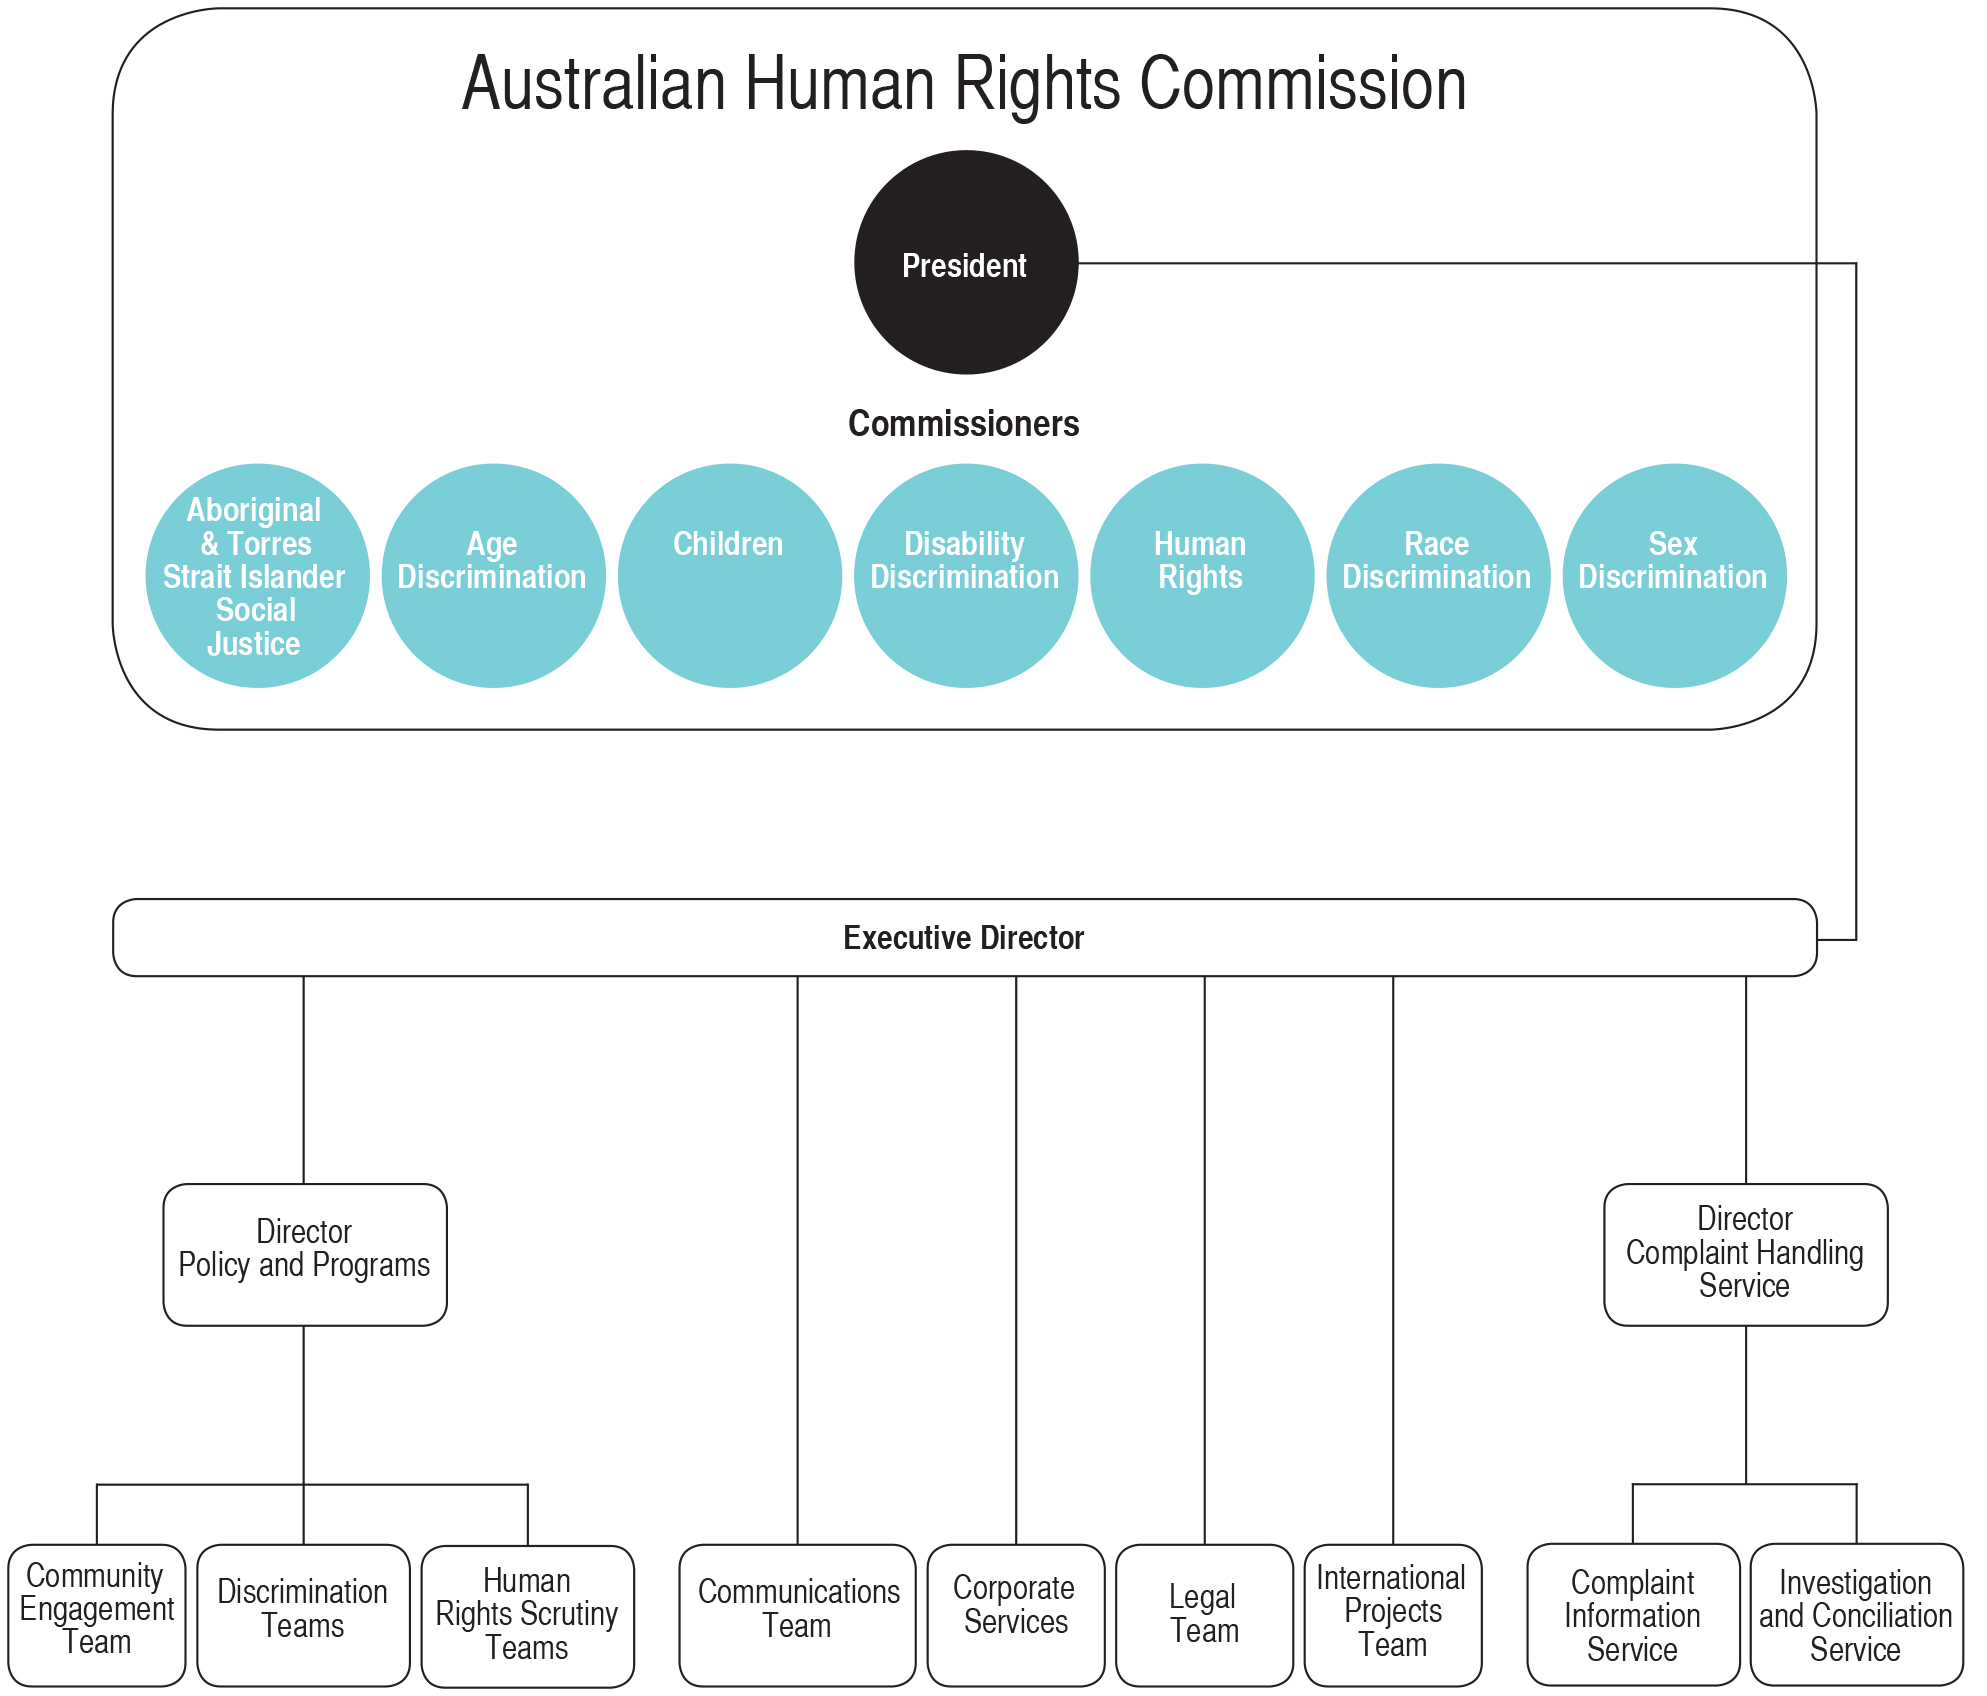 Australian Human Rights Commission
President
Commissioners
Aboriginal
& Torres
Strait Islander
Social
Justice
Age
Discrimination
Children
Disability
Discrimination
Human
Rights
Race
Discrimination
Sex
Discrimination
Executive Director
Director
Policy and Programs
Director
Complaint Handling
Service
Community
Engagement
Team
Discrimination
Teams
Human
Rights Scrutiny
Teams
Communications
Team
Corporate
Services
Legal
Team
International
Projects
Team
Complaint
Information
Service
Investigation
and Conciliation
Service